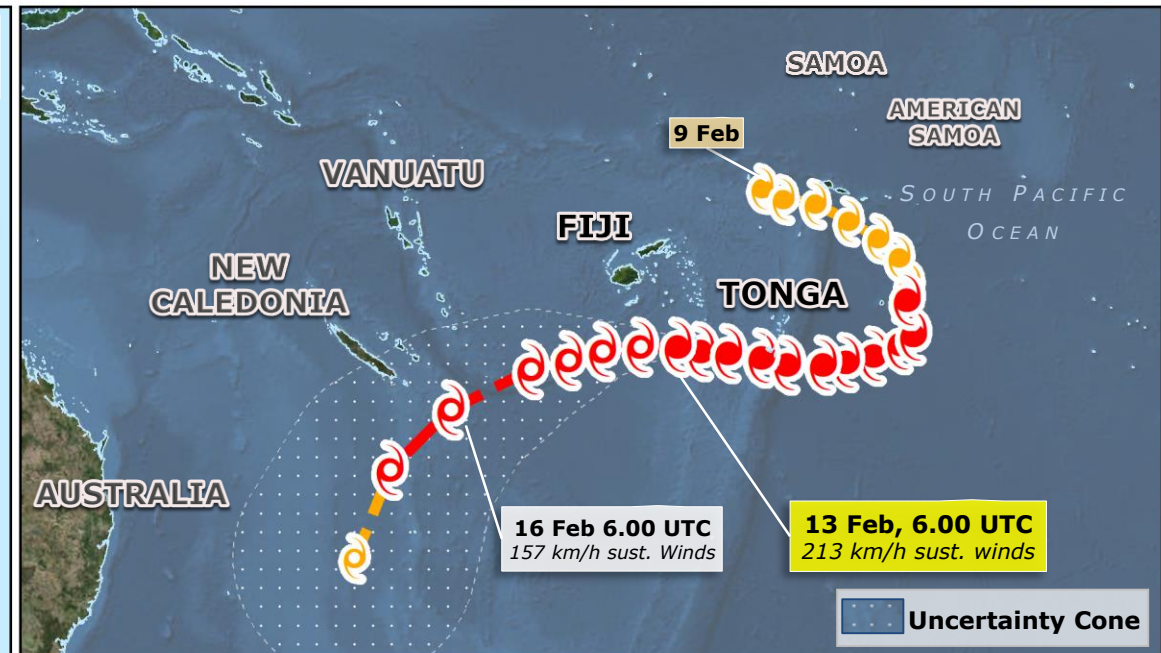 SAMOA
AMERICAN
SAMOA
9 Feb
VANUATU
SOUTH PACIFIC
OCEAN
FIJI
NEW
CALEDONIA
TONGA
AUSTRALIA
16 Feb 6.00 UTC
157 km/h sust. Winds
13 Feb, 6.00 UTC
213 km/h sust. winds
Uncertainty Cone